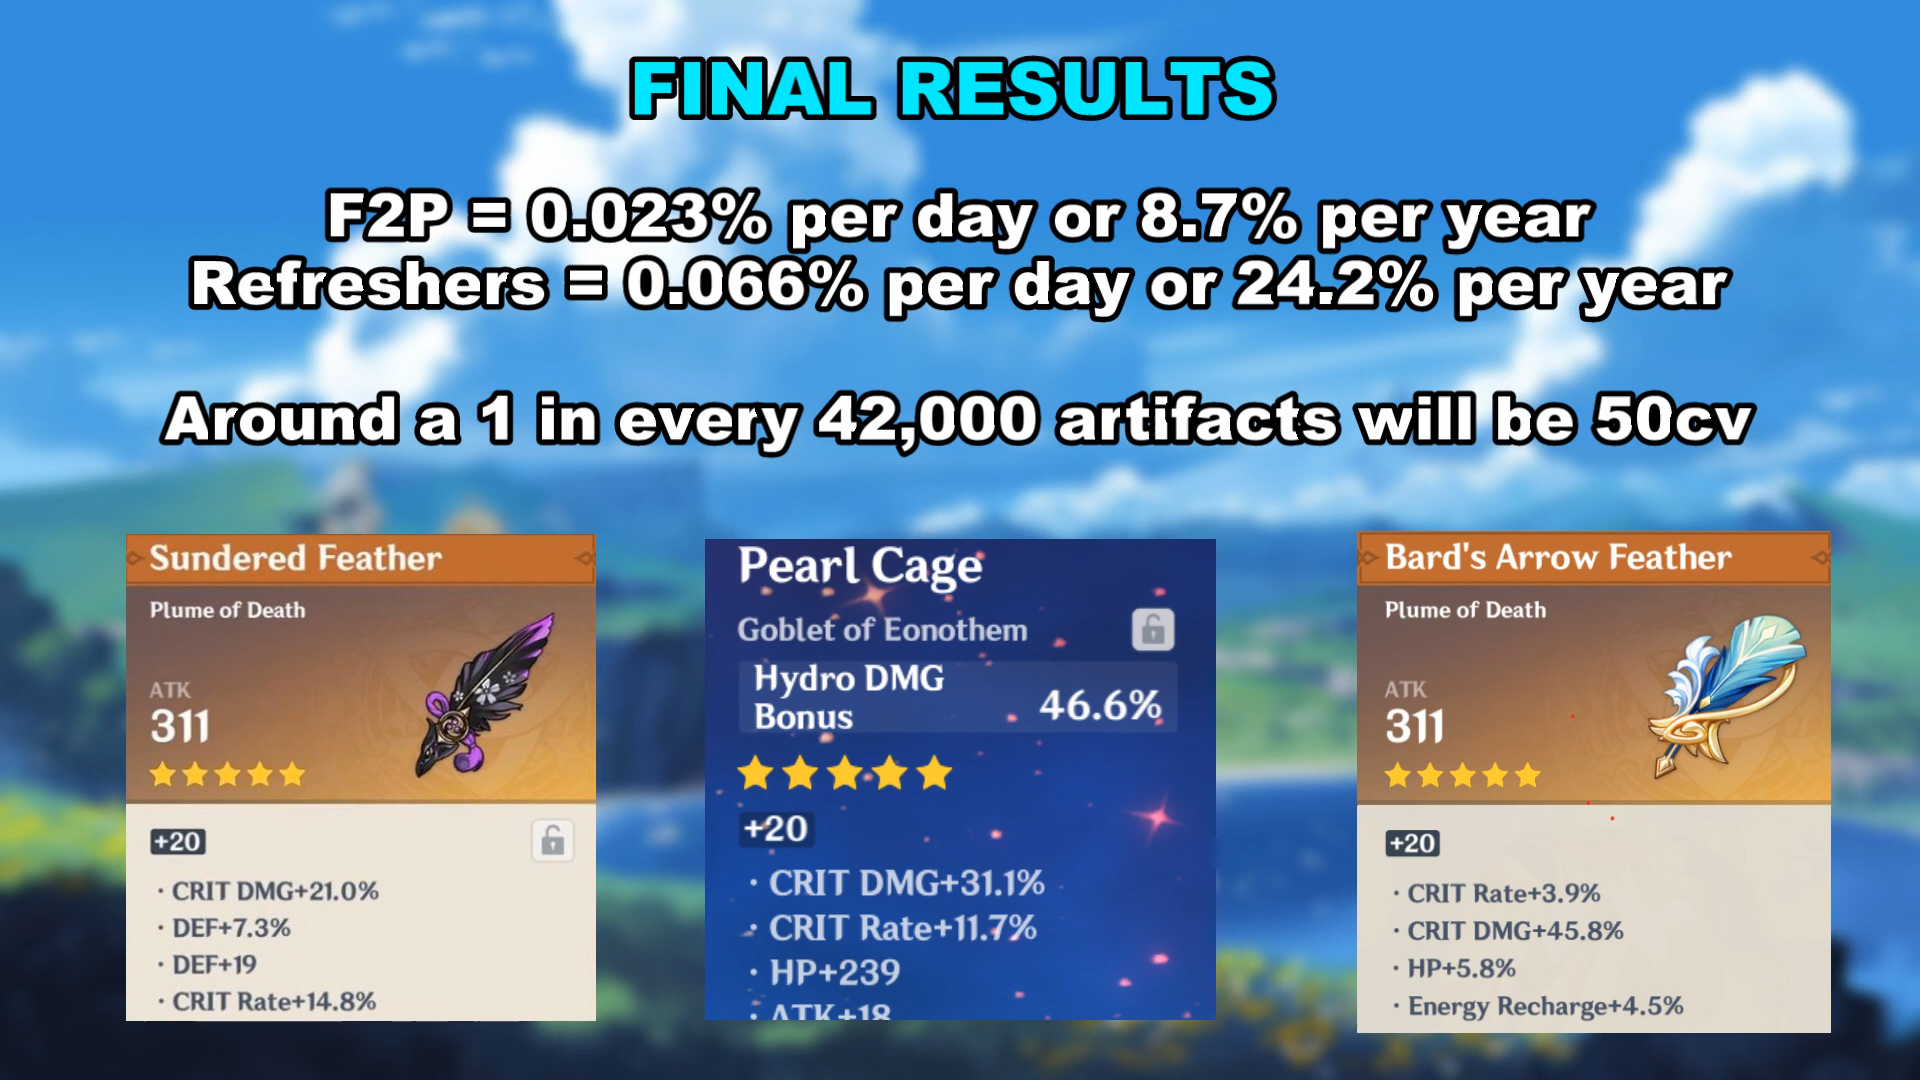 FINAL RESULTS
F2P = 0.023% per day or 8.7% per year
Refreshers = 0.066% per day or 24.2% per year
Around a 1 in every 42,000 artifacts will be 50cv
Sundered Feather
Plume of Death
ATK
311
+20
· CRIT DMG+21.0%
· DEF+7.3%
· DEF+19
· CRIT Rate+14.8%
Pearl Cage
Goblet of Eonothem
Hydro DMG
Bonus
46.6%
+20
· CRIT DMG+31.1%
· CRIT Rate+11.7%
· HP+239
· ATK+18
Bard's Arrow Feather
Plume of Death
ATK
311
+20
· CRIT Rate+3.9%
· CRIT DMG+45.8%
· HP+5.8%
· Energy Recharge+4.5%